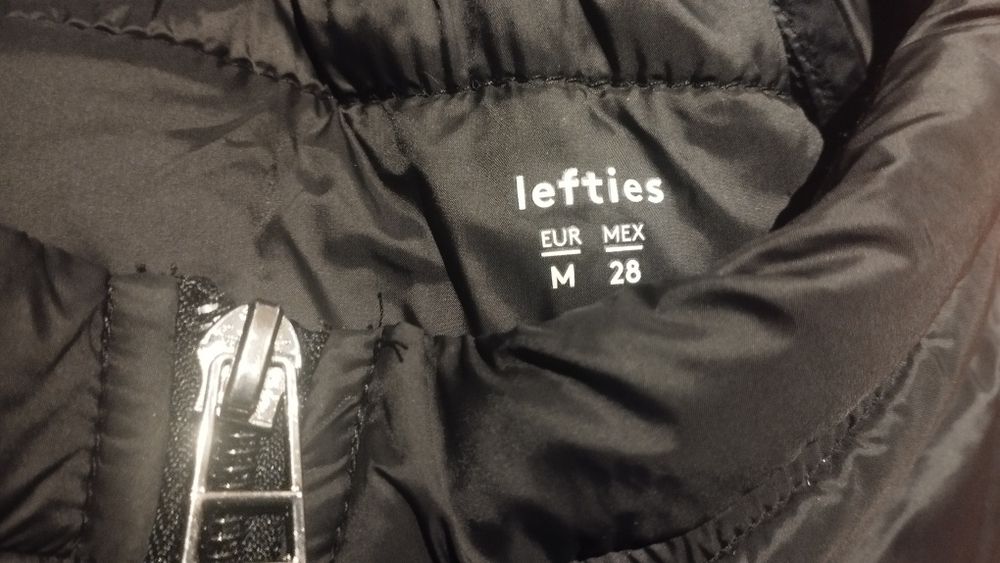 lefties
EUR MEX
M 28